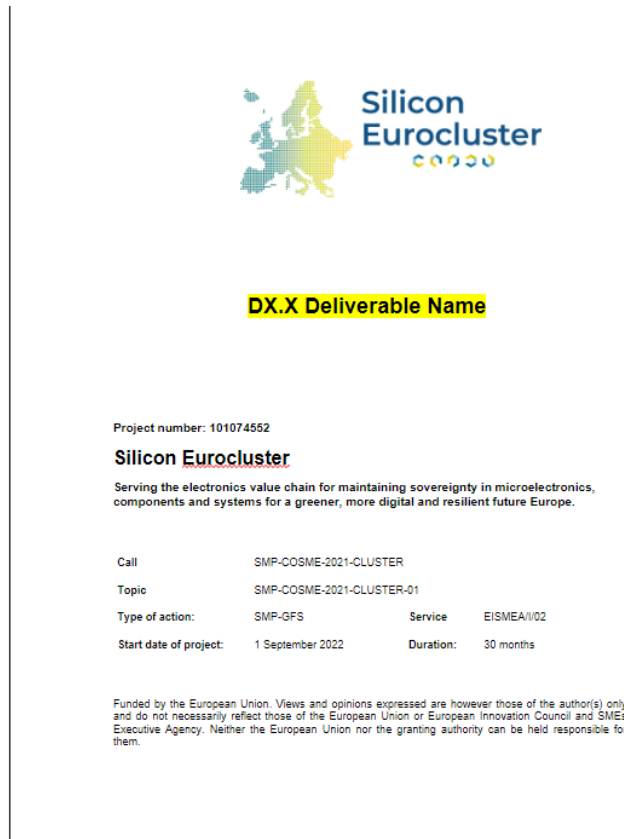 Silicon
Eurocluster
DX.X Deliverable Name
Project number: 101074552
Silicon Eurocluster
Serving the electronics value chain for maintaining sovereignty in microelectronics,
components and systems for a greener, more digital and resilient future Europe.
Call SMP-COSME-2021-CLUSTER
Topic SMP-COSME-2021-CLUSTER-01
Type of action: SMP-GFS Service EISMEA/I/02
Start date of project: 1 September 2022 Duration: 30 months
Funded by the European Union. Views and opinions expressed are however those of the author(s) only
and do not necessarily reflect those of the European Union or European Innovation Council and SMEs
Executive Agency. Neither the European Union nor the granting authority can be held responsible for
them.